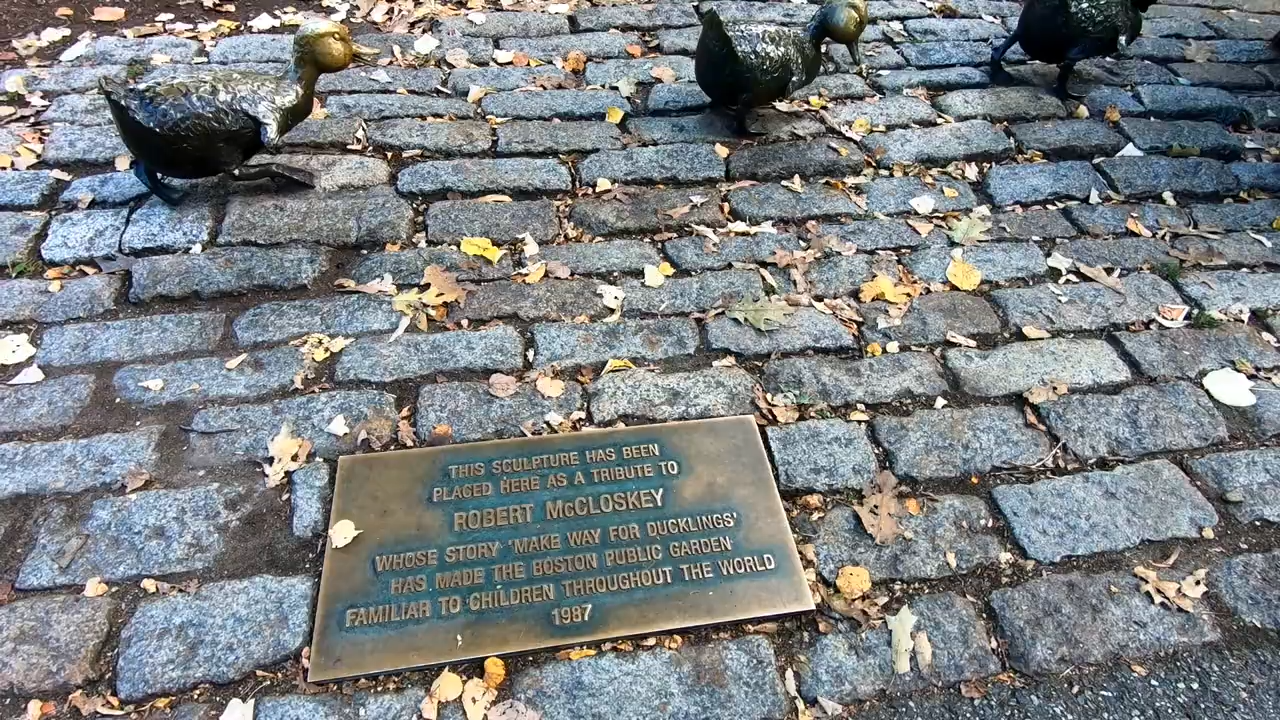 THIS SCULPTURE HAS BEEN
PLACED HERE AS A TRIBUTE TO
ROBERT McCLOSKEY
WHOSE STORY 'MAKE WAY FOR DUCKLINGS'
HAS MADE THE BOSTON PUBLIC GARDEN
FAMILIAR TO CHILDREN THROUGHOUT THE WORLD
1987